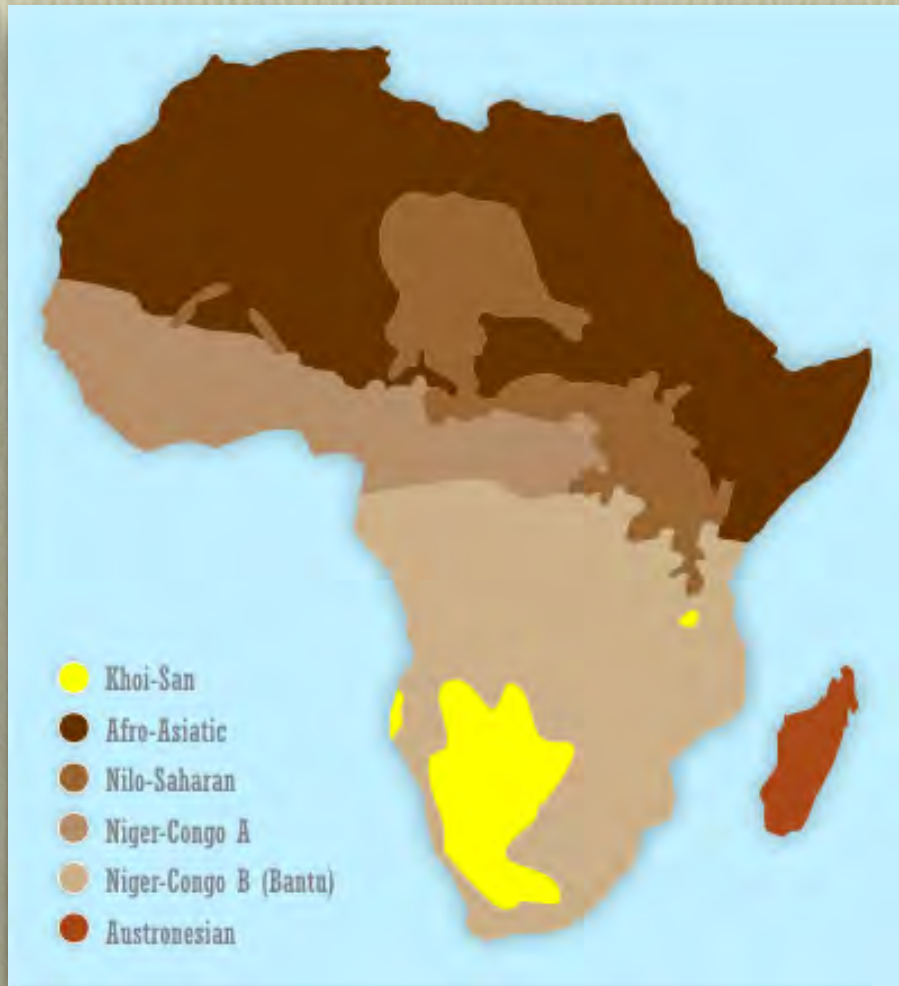 Khoi-San
Afro-Asiatic
Nilo-Saharan
Niger-Congo A
Niger-Congo B (Bantu)
Austronesian